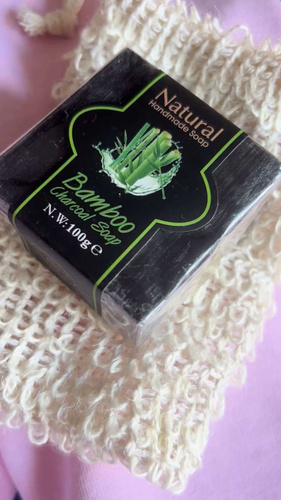 Natural
Handmade Soap
Bamboo
Charcoal Soap
N.W:100g e